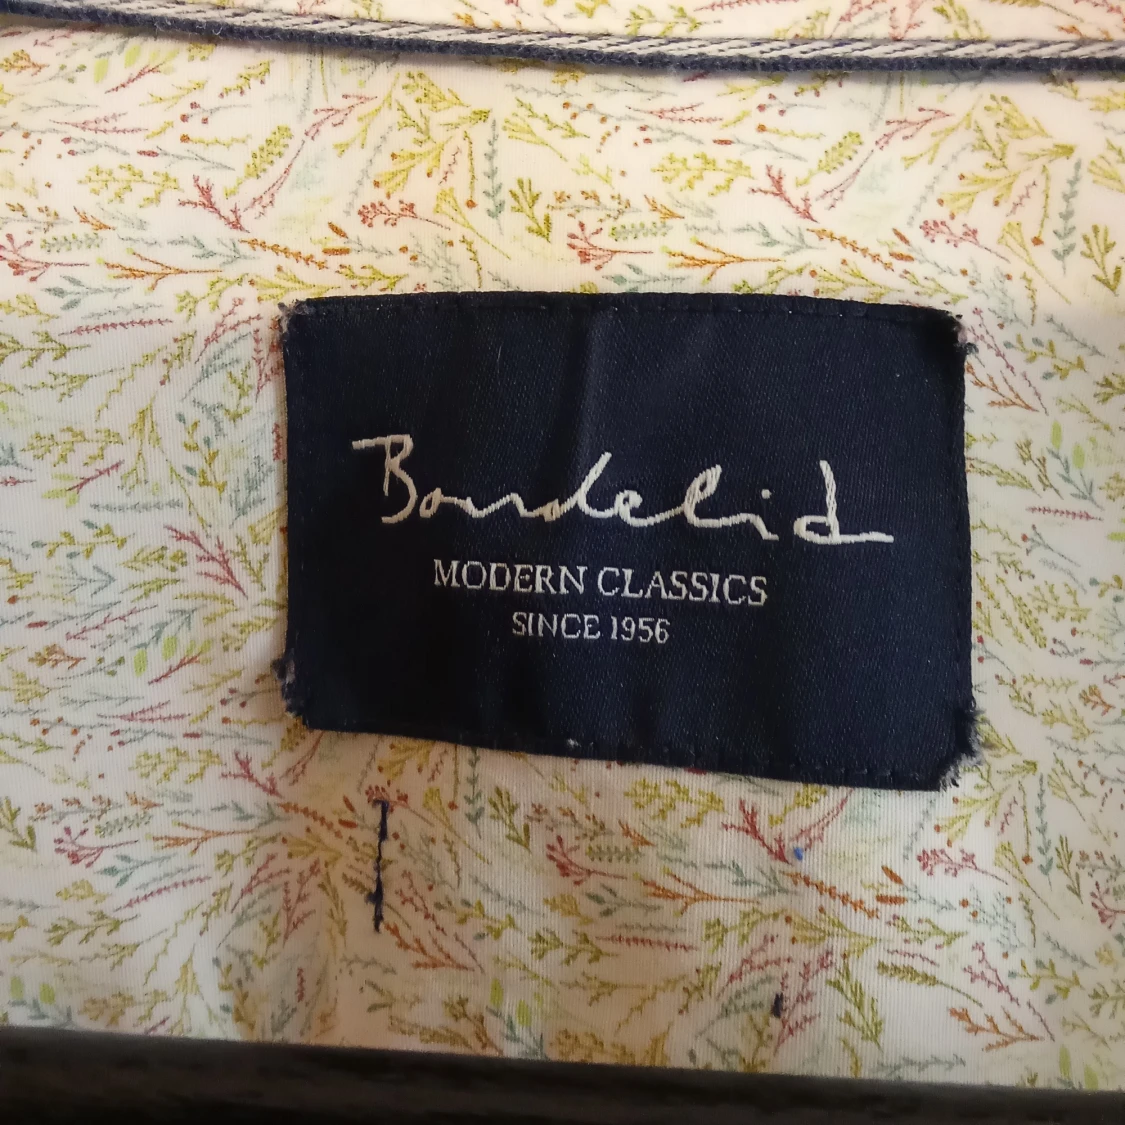 Bondelid
MODERN CLASSICS
SINCE 1956